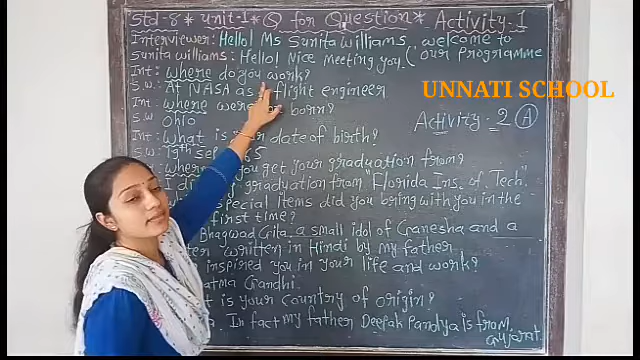 Std-8 * unit-1 * Q for Question * Activity-1
Interviewer: Hello! Ms Sunita Williams, welcome to
our programme
Sunita Williams: Hello! Nice meeting you.
Int: Where do you work?
S.W: At NASA as flight engineer
UNNATI SCHOOL
Int: where were born?
S.W: Ohio
Activity-2 (A)
Int: what is date of birth?
S.W: 19th Sep 65
where you get your graduation from?
I di graduation from "Florida Ins. of Tech.
special items did you bring with you in the
first time?
Bhagwad Gita a small idol of Ganesha and a
written in Hindi by my father
inspired you in your life and work?
atma Gandhi.
t is your country of origin?
a. In fact my father Deepak Pandya is from
Gujarat.